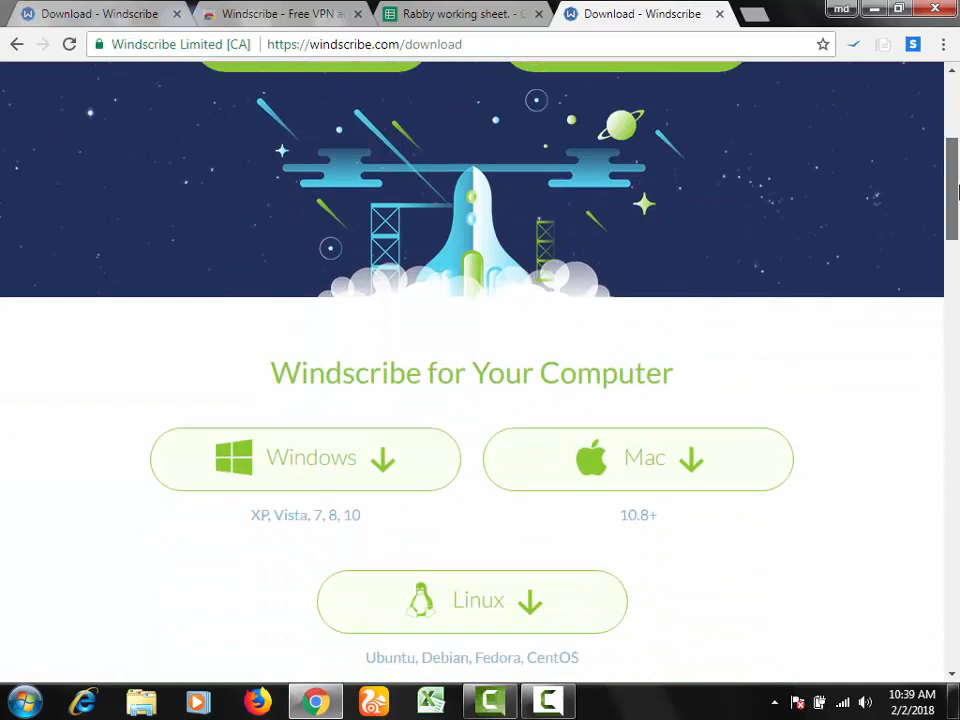 Download - Windscribe
Windscribe - Free VPN a
Rabby working sheet. - G
Download - Windscribe
md
Windscribe Limited [CA]
https://windscribe.com/download
S
Windscribe for Your Computer
Windows
Mac
XP, Vista, 7, 8, 10
10.8+
Linux
Ubuntu, Debian, Fedora, CentOS
10:39 AM
2/2/2018